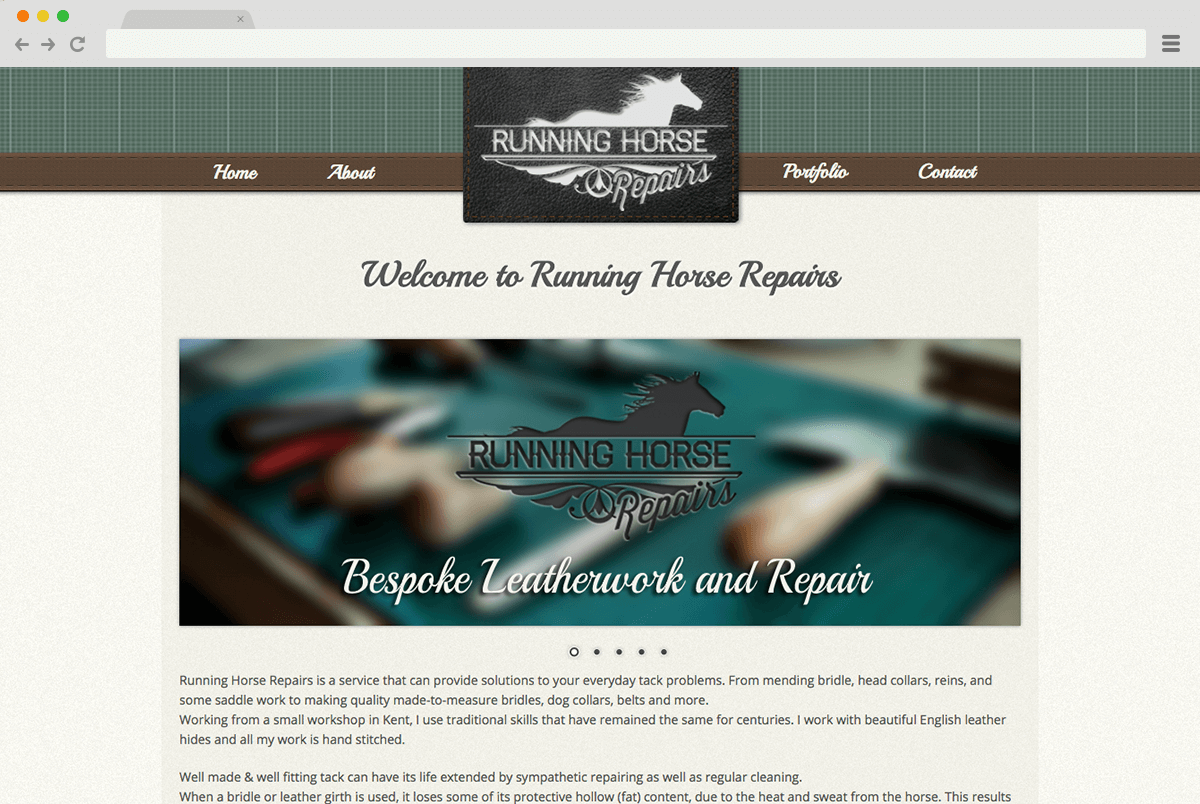 RUNNING HORSE
Repairs
Home
About
Portfolio
Contact
Welcome to Running Horse Repairs
RUNNING HORSE
Repairs
Bespoke Leatherwork and Repair
Running Horse Repairs is a service that can provide solutions to your everyday tack problems. From mending bridle, head collars, reins, and
some saddle work to making quality made-to-measure bridles, dog collars, belts and more.
Working from a small workshop in Kent, I use traditional skills that have remained the same for centuries. I work with beautiful English leather
hides and all my work is hand stitched.
Well made & well fitting tack can have its life extended by sympathetic repairing as well as regular cleaning.
When a bridle or leather girth is used, it loses some of its protective hollow (fat) content, due to the heat and sweat from the horse. This results